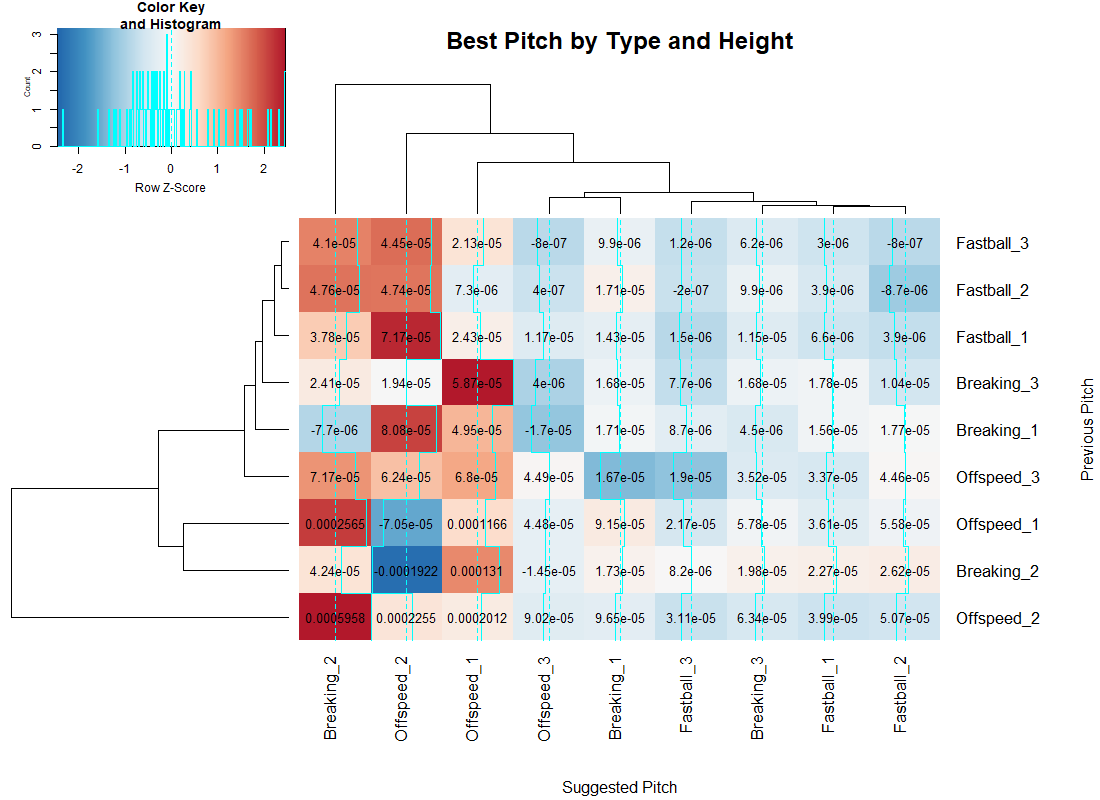 Color Key
and Histogram
Best Pitch by Type and Height
Count
0 1 2 3
-2 -1 0 1 2
Row Z-Score
4.1e-05 4.45e-05 2.13e-05 -8e-07 9.9e-06 1.2e-06 6.2e-06 3e-06 -8e-07 Fastball_3
4.76e-05 4.74e-05 7.3e-06 4e-07 1.71e-05 -2e-07 9.9e-06 3.9e-06 -8.7e-06 Fastball_2
3.78e-05 7.17e-05 2.43e-05 1.17e-05 1.43e-05 1.5e-06 1.15e-05 6.6e-06 3.9e-06 Fastball_1
2.41e-05 1.94e-05 5.87e-05 4e-06 1.68e-05 7.7e-06 1.68e-05 1.78e-05 1.04e-05 Breaking_3
-7.7e-06 8.08e-05 4.95e-05 -1.7e-05 1.71e-05 8.7e-06 4.5e-06 1.56e-05 1.77e-05 Breaking_1
7.17e-05 6.24e-05 6.8e-05 4.49e-05 1.67e-05 1.9e-05 3.52e-05 3.37e-05 4.46e-05 Offspeed_3
0.0002565 -7.05e-05 0.0001166 4.48e-05 9.15e-05 2.17e-05 5.78e-05 3.61e-05 5.58e-05 Offspeed_1
4.24e-05 -0.0001922 0.000131 -1.45e-05 1.73e-05 8.2e-06 1.98e-05 2.27e-05 2.62e-05 Breaking_2
0.0005958 0.0002255 0.0002012 9.02e-05 9.65e-05 3.11e-05 6.34e-05 3.99e-05 5.07e-05 Offspeed_2
Previous Pitch
Breaking_2 Offspeed_2 Offspeed_1 Offspeed_3 Breaking_1 Fastball_3 Breaking_3 Fastball_1 Fastball_2
Suggested Pitch